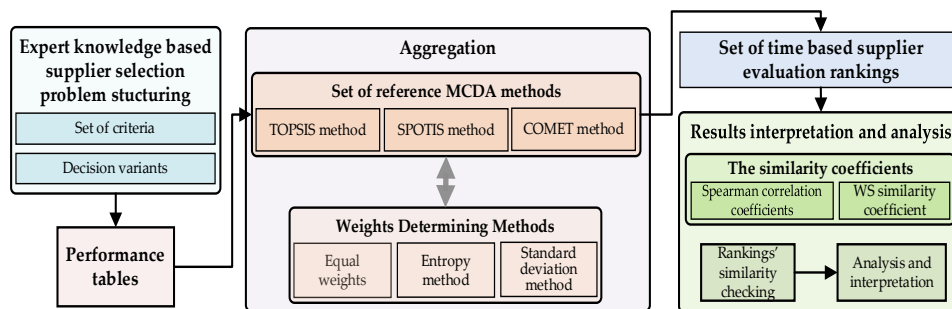 Expert knowledge based
supplier selection
problem stucturing
Set of criteria
Decision variants
Performance
tables
Aggregation
Set of reference MCDA methods
TOPSIS method
SPOTIS method
COMET method
Weights Determining Methods
Equal
weights
Entropy
method
Standard
deviation
method
Set of time based supplier
evaluation rankings
Results interpretation and analysis
The similarity coefficients
Spearman correlation
coefficients
WS similarity
coefficient
Rankings'
similarity
checking
Analysis and
interpretation